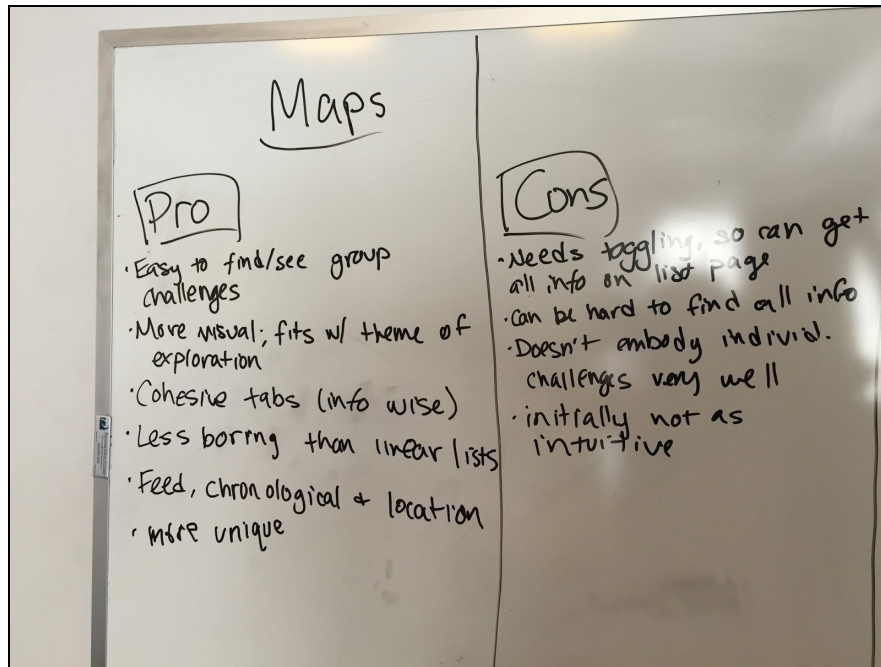 Maps
Pro
• Easy to find/see group
challenges
• More visual; fits w/ theme of
exploration
• Cohesive tabs (info wise)
• Less boring than linear lists
• Feed, chronological & location
• more unique
Cons
• Needs toggling, so can get
all info on list page
• Can be hard to find all info
• Doesn't embody individ.
challenges very well
• initially not as
intuitive